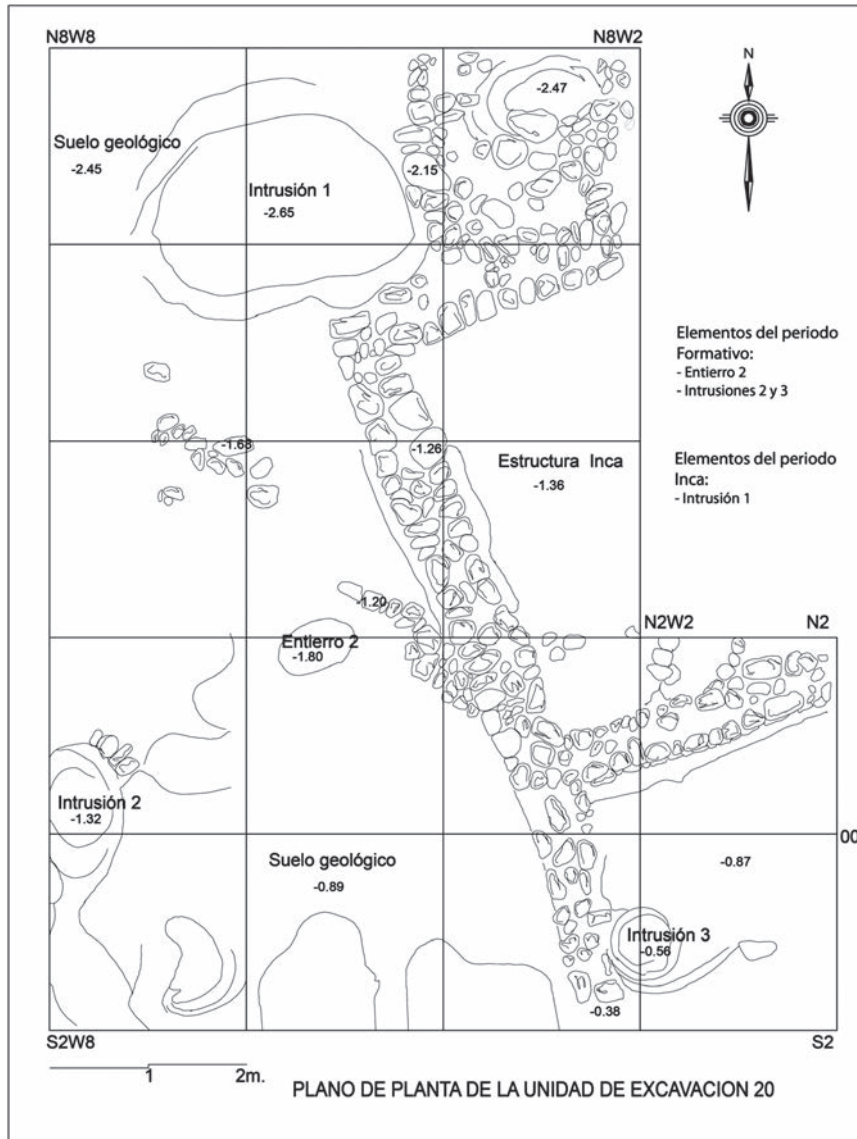 N8W8
N8W2
N
-2.47
Suelo geológico
-2.45
-2.15
Intrusión 1
-2.65
Elementos del periodo
Formativo:
- Entierro 2
- Intrusiones 2 y 3
-1.68
-1.26
Estructura Inca
-1.36
Elementos del periodo
Inca:
- Intrusión 1
-1.20
N2W2
N2
Entierro 2
-1.80
Intrusión 2
-1.32
00
Suelo geológico
-0.89
-0.87
Intrusión 3
-0.56
-0.38
S2W8
S2
1
2m.
PLANO DE PLANTA DE LA UNIDAD DE EXCAVACION 20